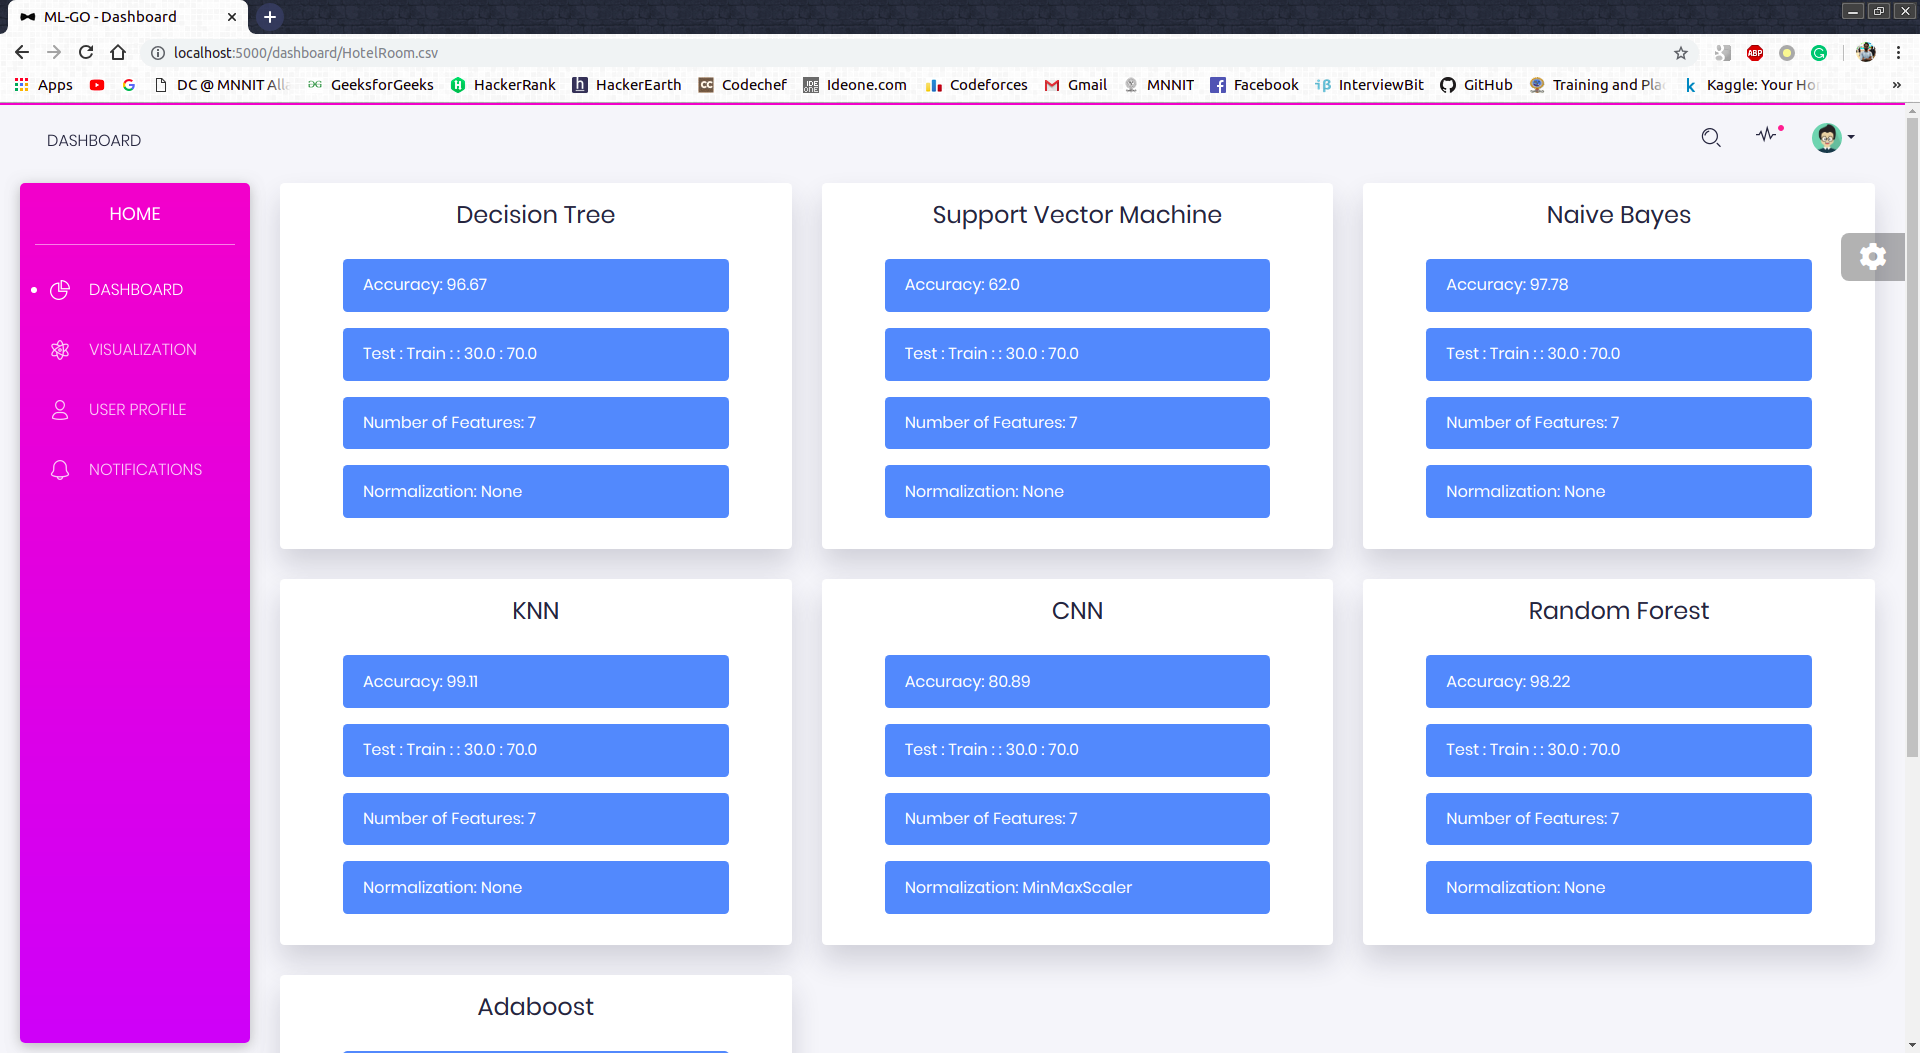 ML-GO - Dashboard
localhost:5000/dashboard/HotelRoom.csv
Apps DC @ MNNIT Alla GeeksforGeeks HackerRank HackerEarth Codechef Ideone.com Codeforces Gmail MNNIT Facebook InterviewBit GitHub Training and Plac Kaggle: Your Hom »
DASHBOARD
HOME
DASHBOARD
VISUALIZATION
USER PROFILE
NOTIFICATIONS
Decision Tree
Accuracy: 96.67
Test : Train : : 30.0 : 70.0
Number of Features: 7
Normalization: None
Support Vector Machine
Accuracy: 62.0
Test : Train : : 30.0 : 70.0
Number of Features: 7
Normalization: None
Naive Bayes
Accuracy: 97.78
Test : Train : : 30.0 : 70.0
Number of Features: 7
Normalization: None
KNN
Accuracy: 99.11
Test : Train : : 30.0 : 70.0
Number of Features: 7
Normalization: None
CNN
Accuracy: 80.89
Test : Train : : 30.0 : 70.0
Number of Features: 7
Normalization: MinMaxScaler
Random Forest
Accuracy: 98.22
Test : Train : : 30.0 : 70.0
Number of Features: 7
Normalization: None
Adaboost